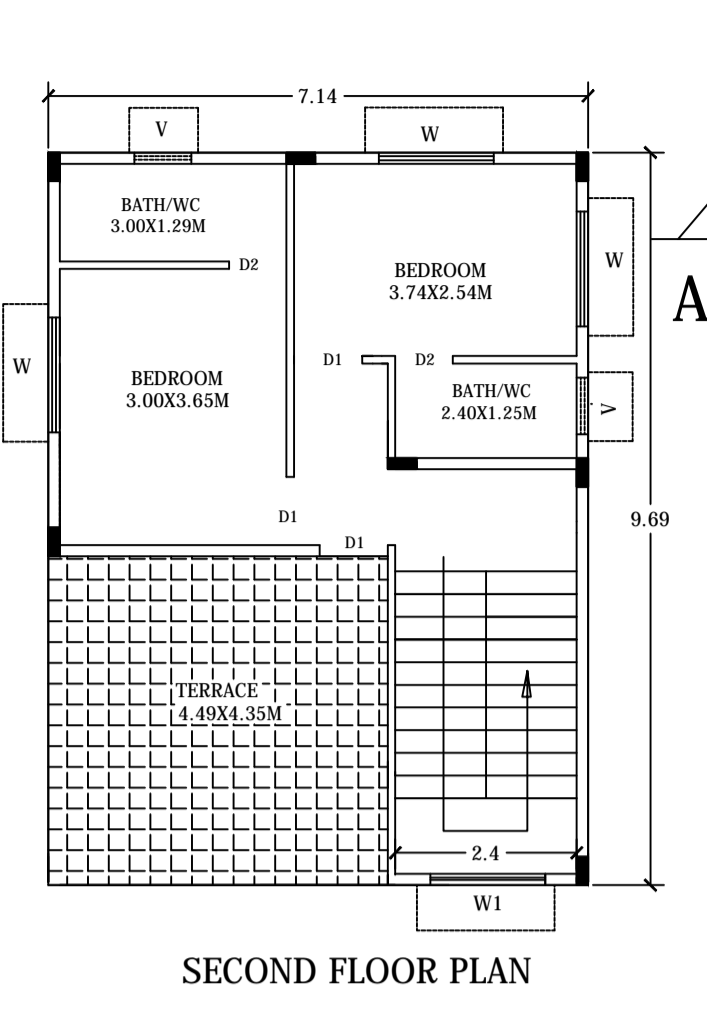 7.14
V
W
BATH/WC
3.00X1.29M
W
D2
BEDROOM
3.74X2.54M
A
W
D1
D2
BEDROOM
3.00X3.65M
BATH/WC
2.40X1.25M
V
D1
9.69
D1
TERRACE
4.49X4.35M
2.4
W1
SECOND FLOOR PLAN